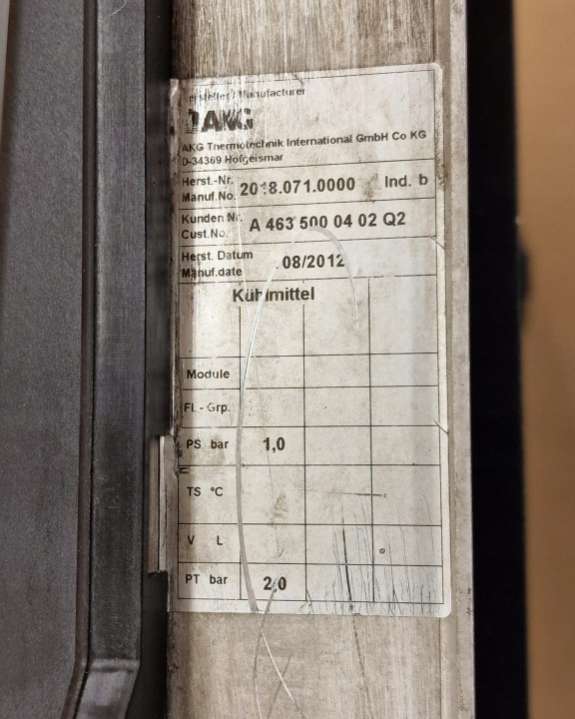 Hersteller / Manufacturer
AKG
AKG Thermotechnik International GmbH Co KG
D-34369 Hofgeismar
Herst.-Nr.
Manuf.No. 2018.071.0000 Ind. b
Kunden Nr.
Cust.No. A 463 500 04 02 Q2
Herst. Datum
Manuf.date 08/2012
Kühlmittel
Module
Fl.- Grp.
PS bar 1,0
TS °C
V L
PT bar 2,0